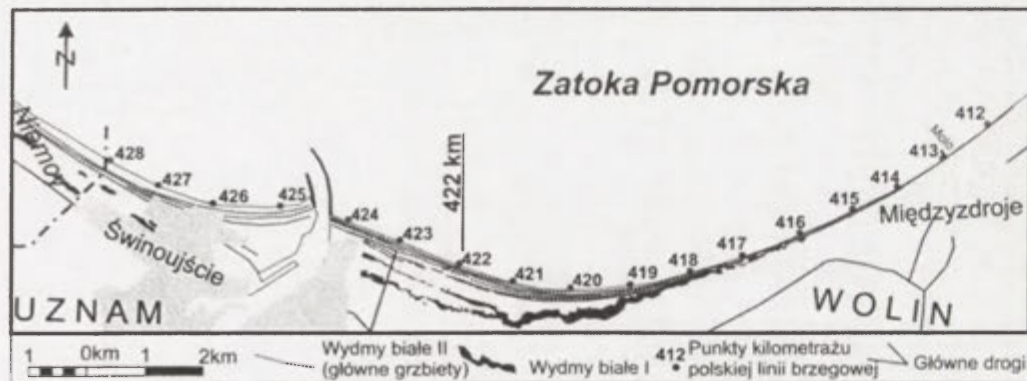 N
Zatoka Pomorska
Niemcy
428
427
426
425
424
423
422 km
422
421
420
419
418
417
416
415
414
413
412
Molo
Międzyzdroje
Świnoujście
UZNAM
WOLIN
1 0km 1 2km
Wydmy białe II
(główne grzbiety)
Wydmy białe I
412 Punkty kilometrażu
polskiej linii brzegowej
Główne drogi